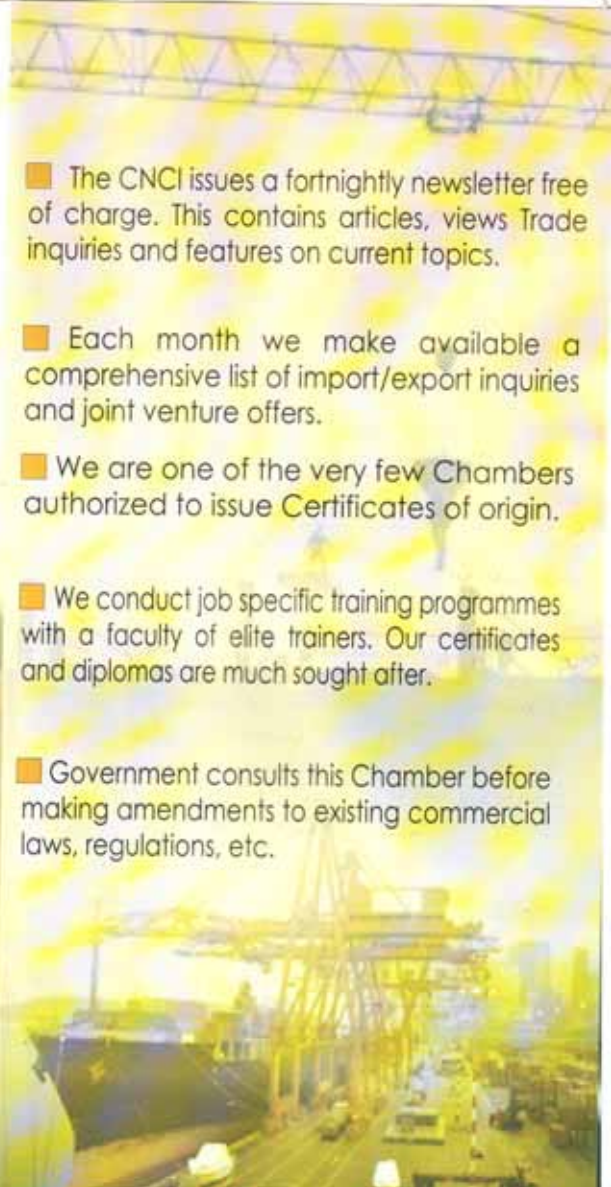 The CNCI issues a fortnightly newsletter free
of charge. This contains articles, views Trade
inquiries and features on current topics.
Each month we make available a
comprehensive list of import/export inquiries
and joint venture offers.
We are one of the very few Chambers
authorized to issue Certificates of origin.
We conduct job specific training programmes
with a faculty of elite trainers. Our certificates
and diplomas are much sought after.
Government consults this Chamber before
making amendments to existing commercial
laws, regulations, etc.